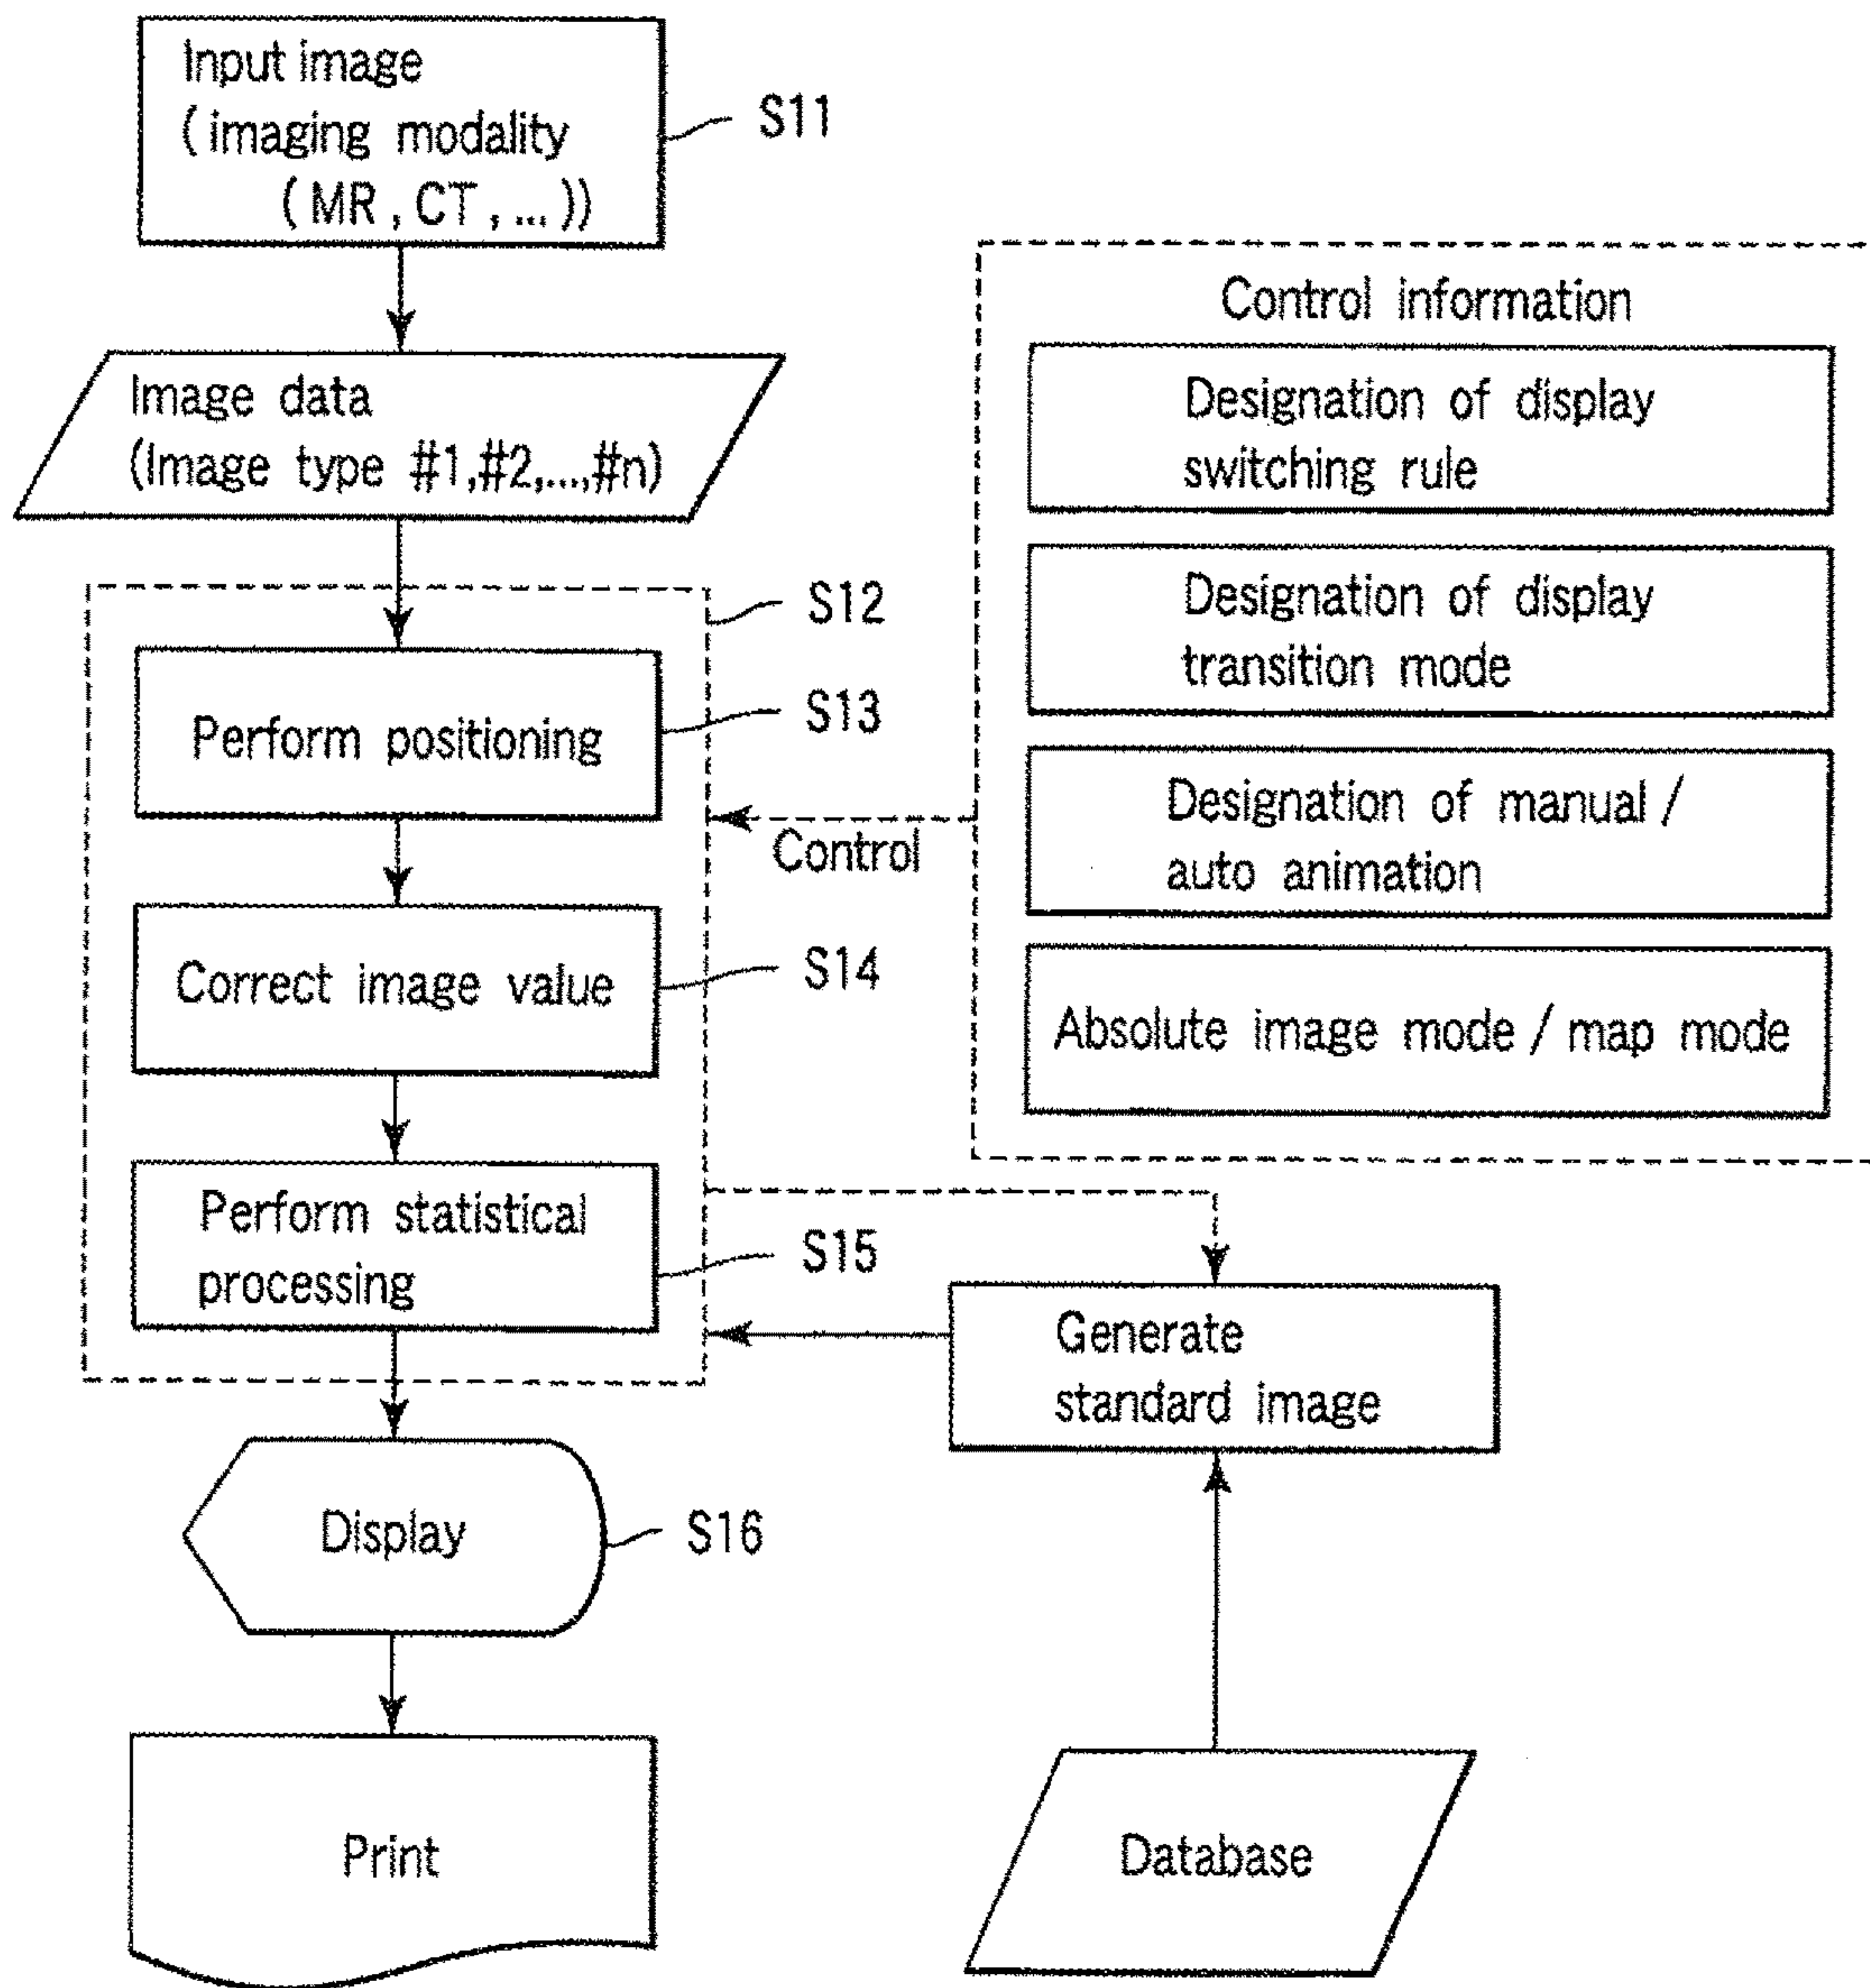 Input image
( imaging modality
( MR , CT , ... ))
S11
Image data
(Image type #1,#2,...,#n)
S12
Perform positioning
S13
Correct image value
S14
Perform statistical
processing
S15
Display
S16
Print
Control information
Designation of display
switching rule
Designation of display
transition mode
Designation of manual /
auto animation
Absolute image mode / map mode
Control
Generate
standard image
Database